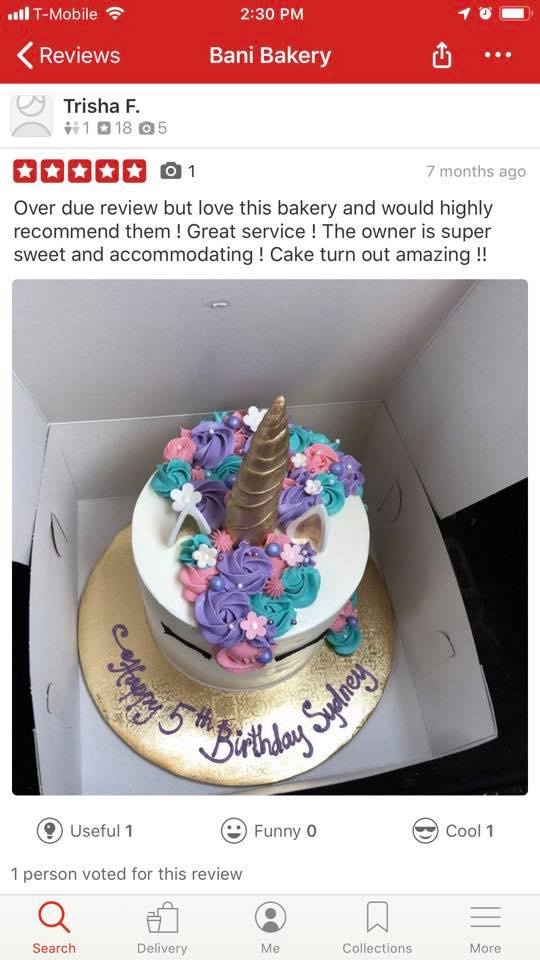 T-Mobile 2:30 PM
Reviews Bani Bakery
Trisha F.
1 18 5
1 7 months ago
Over due review but love this bakery and would highly
recommend them ! Great service ! The owner is super
sweet and accommodating ! Cake turn out amazing !!
Happy 5th Birthday Sydney
Useful 1 Funny 0 Cool 1
1 person voted for this review
Search Delivery Me Collections More